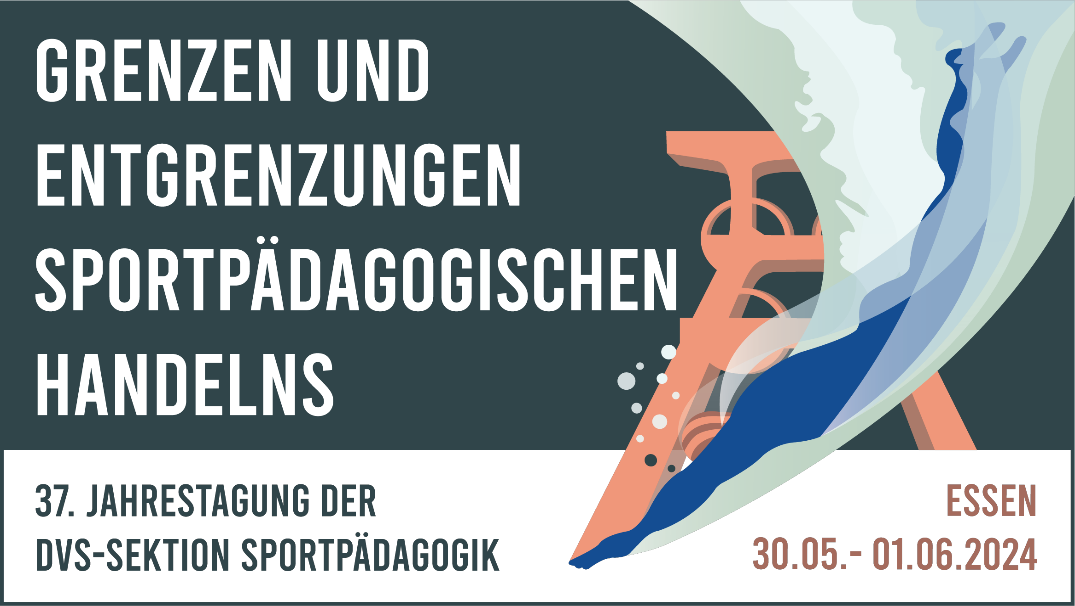 GRENZEN UND
ENTGRENZUNGEN
SPORTPÄDAGOGISCHEN
HANDELNS
37. JAHRESTAGUNG DER
DVS-SEKTION SPORTPÄDAGOGIK
ESSEN
30.05.- 01.06.2024